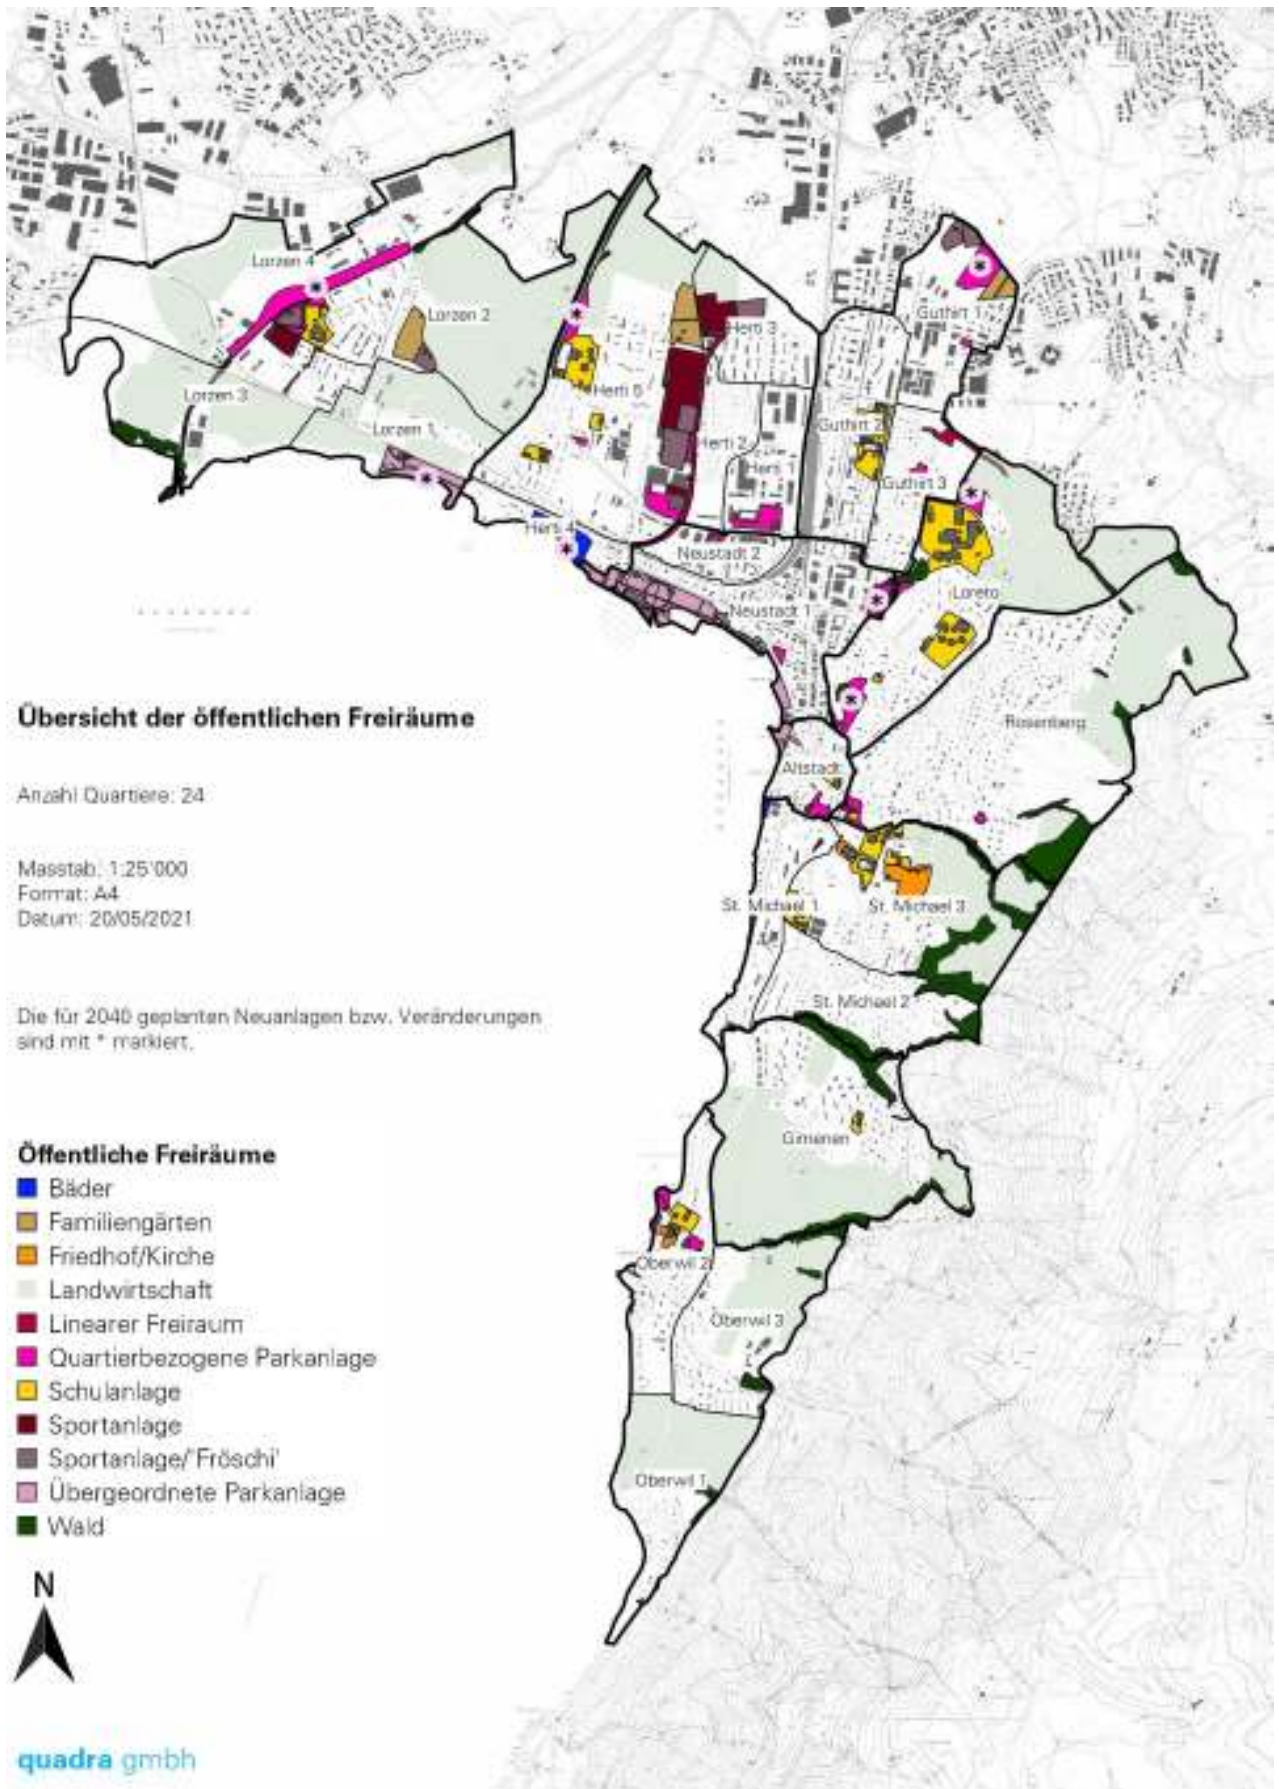 Lorzen 4
Lorzen 2
Guthirt 1
Herti 3
Lorzen 3
Herti 5
Lorzen 1
Guthirt 2
Herti 2
Herti 1
Guthirt 3
Herti 4
Neustadt 2
Loreto
Neustadt 1
Übersicht der öffentlichen Freiräume
Rosenberg
Altstadt
Anzahl Quartiere: 24
Masstab: 1:25'000
Format: A4
Datum: 20/05/2021
St. Michael 1
St. Michael 3
St. Michael 2
Die für 2040 geplanten Neuanlagen bzw. Veränderungen
sind mit * markiert.
Gimenen
Öffentliche Freiräume
Bäder
Familiengärten
Friedhof/Kirche
Landwirtschaft
Linearer Freiraum
Quartierbezogene Parkanlage
Schulanlage
Sportanlage
Sportanlage/'Fröschi'
Übergeordnete Parkanlage
Wald
Oberwil 2
Oberwil 3
Oberwil 1
N
quadra gmbh